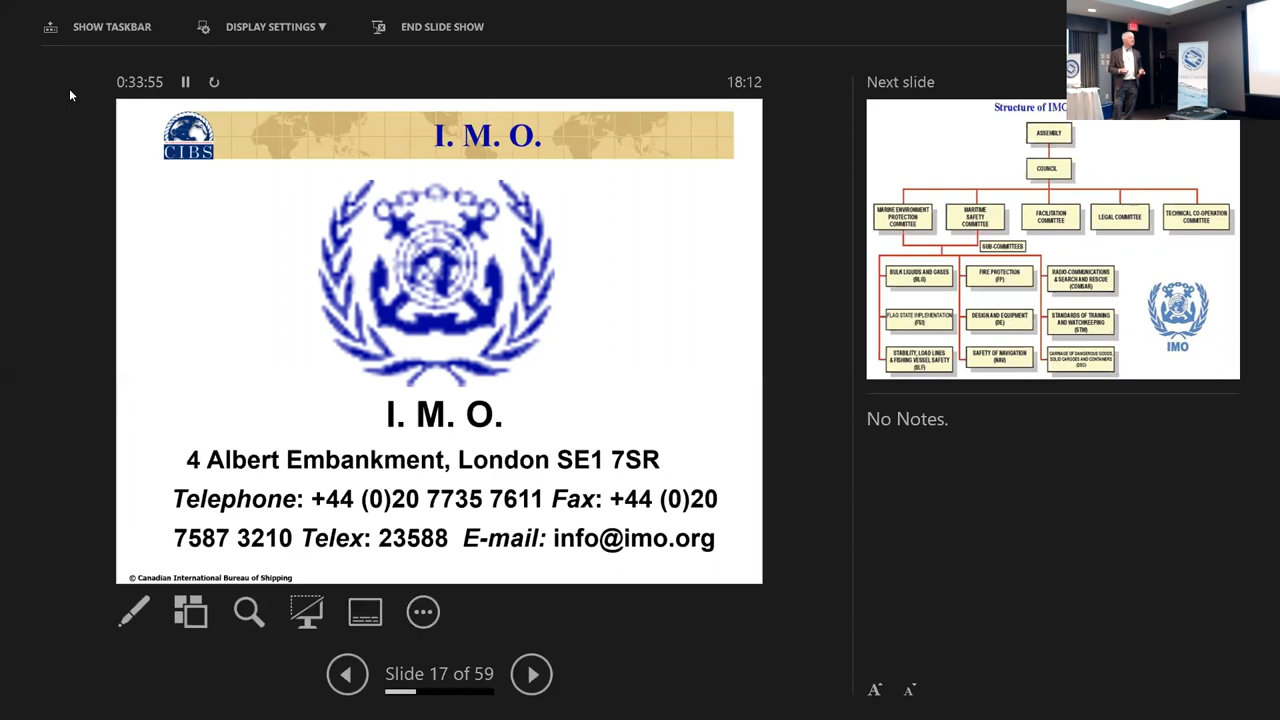 SHOW TASKBAR
DISPLAY SETTINGS ▼
END SLIDE SHOW
0:33:55
18:12
CIBS
I. M. O.
I. M. O.
4 Albert Embankment, London SE1 7SR
Telephone: +44 (0)20 7735 7611 Fax: +44 (0)20
7587 3210 Telex: 23588 E-mail: info@imo.org
© Canadian International Bureau of Shipping
Slide 17 of 59
Next slide
Structure of IMO
ASSEMBLY
COUNCIL
MARINE ENVIRONMENT
PROTECTION
COMMITTEE
MARITIME
SAFETY
COMMITTEE
FACILITATION
COMMITTEE
LEGAL COMMITTEE
TECHNICAL CO-OPERATION
COMMITTEE
SUB-COMMITTEES
BULK LIQUIDS AND GASES
(BLG)
FIRE PROTECTION
(FP)
RADIO-COMMUNICATIONS
& SEARCH AND RESCUE
(COMSAR)
FLAG STATE IMPLEMENTATION
(FSI)
DESIGN AND EQUIPMENT
(DE)
STANDARDS OF TRAINING
AND WATCHKEEPING
(STW)
STABILITY, LOAD LINES
& FISHING VESSEL SAFETY
(SLF)
SAFETY OF NAVIGATION
(NAV)
CARRIAGE OF DANGEROUS GOODS,
SOLID CARGOES AND CONTAINERS
(DSC)
IMO
No Notes.
A A